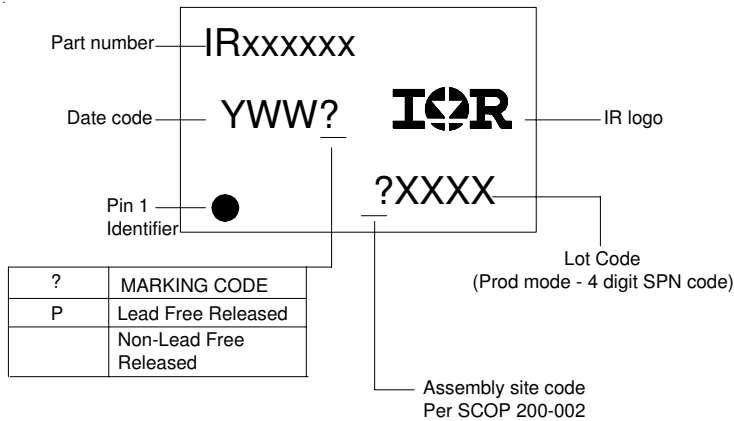 Part number
IRxxxxxx
Date code
YWW?
IOR
IR logo
?XXXX
Pin 1
Identifier
Lot Code
(Prod mode - 4 digit SPN code)
? MARKING CODE
P Lead Free Released
Non-Lead Free
Released
Assembly site code
Per SCOP 200-002